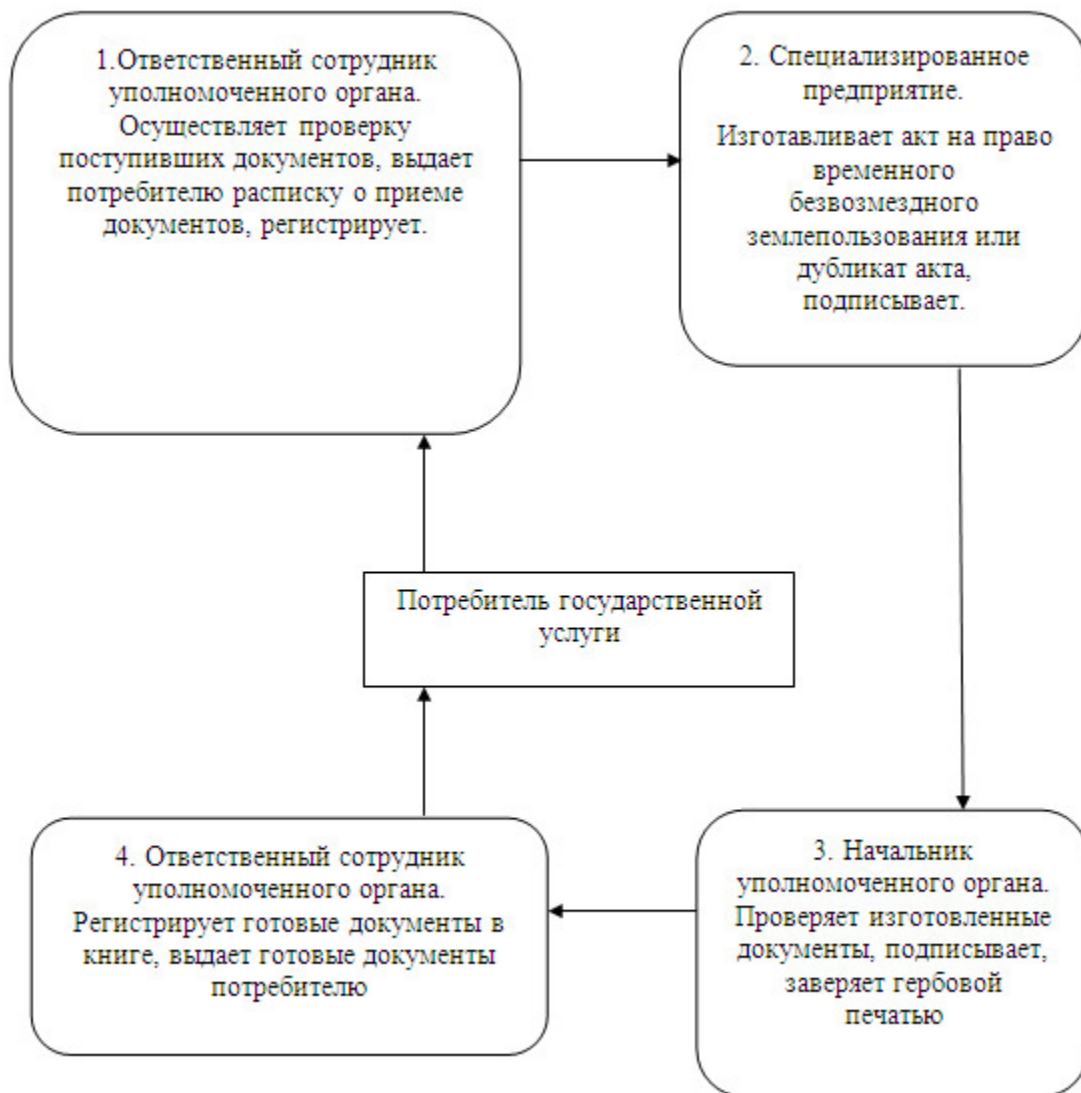 1.Ответственный сотрудник
уполномоченного органа.
Осуществляет проверку
поступивших документов, выдает
потребителю расписку о приеме
документов, регистрирует.
2. Специализированное
предприятие.
Изготавливает акт на право
временного
безвозмездного
землепользования или
дубликат акта,
подписывает.
Потребитель государственной
услуги
3. Начальник
уполномоченного органа.
Проверяет изготовленные
документы, подписывает,
заверяет гербовой
печатью
4. Ответственный сотрудник
уполномоченного органа.
Регистрирует готовые документы в
книге, выдает готовые документы
потребителю